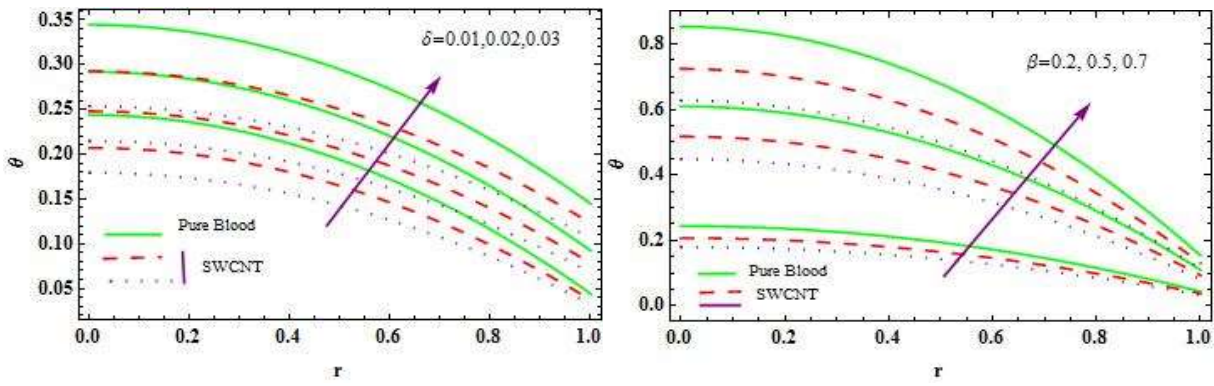 0.35
0.30
0.25
0.20
0.15
0.10
0.05
θ
δ=0.01,0.02,0.03
Pure Blood
SWCNT
0.0 0.2 0.4 0.6 0.8 1.0
r
0.8
0.6
0.4
0.2
0.0
θ
β=0.2, 0.5, 0.7
Pure Blood
SWCNT
0.0 0.2 0.4 0.6 0.8 1.0
r